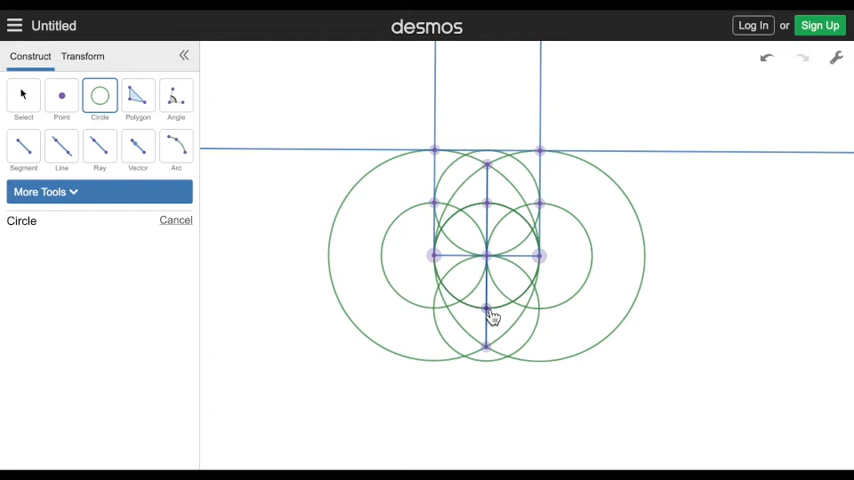 Untitled
desmos
Log In or Sign Up
Construct Transform
Select Point Circle Polygon Angle
Segment Line Ray Vector Arc
More Tools
Circle Cancel